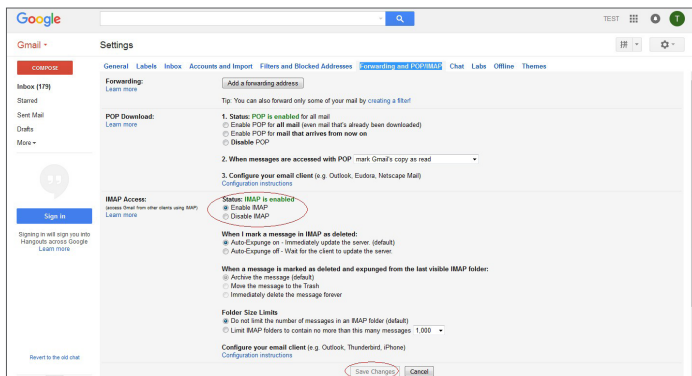 Google
TEST
T
Gmail
Settings
COMPOSE
Inbox (179)
Starred
Sent Mail
Drafts
More
Sign in
Signing in will sign you into
Hangouts across Google
Learn more
Revert to the old chat
General Labels Inbox Accounts and Import Filters and Blocked Addresses Forwarding and POP/IMAP Chat Labs Offline Themes
Forwarding:
Learn more
Add a forwarding address
Tip: You can also forward only some of your mail by creating a filter!
POP Download:
Learn more
1. Status: POP is enabled for all mail
Enable POP for all mail (even mail that's already been downloaded)
Enable POP for mail that arrives from now on
Disable POP
2. When messages are accessed with POP mark Gmail's copy as read
3. Configure your email client (e.g. Outlook, Eudora, Netscape Mail)
Configuration instructions
IMAP Access:
(access Gmail from other clients using IMAP)
Learn more
Status: IMAP is enabled
Enable IMAP
Disable IMAP
When I mark a message in IMAP as deleted:
Auto-Expunge on - Immediately update the server. (default)
Auto-Expunge off - Wait for the client to update the server.
When a message is marked as deleted and expunged from the last visible IMAP folder:
Archive the message (default)
Move the message to the Trash
Immediately delete the message forever
Folder Size Limits
Do not limit the number of messages in an IMAP folder (default)
Limit IMAP folders to contain no more than this many messages 1,000
Configure your email client (e.g. Outlook, Thunderbird, iPhone)
Configuration instructions
Save Changes Cancel